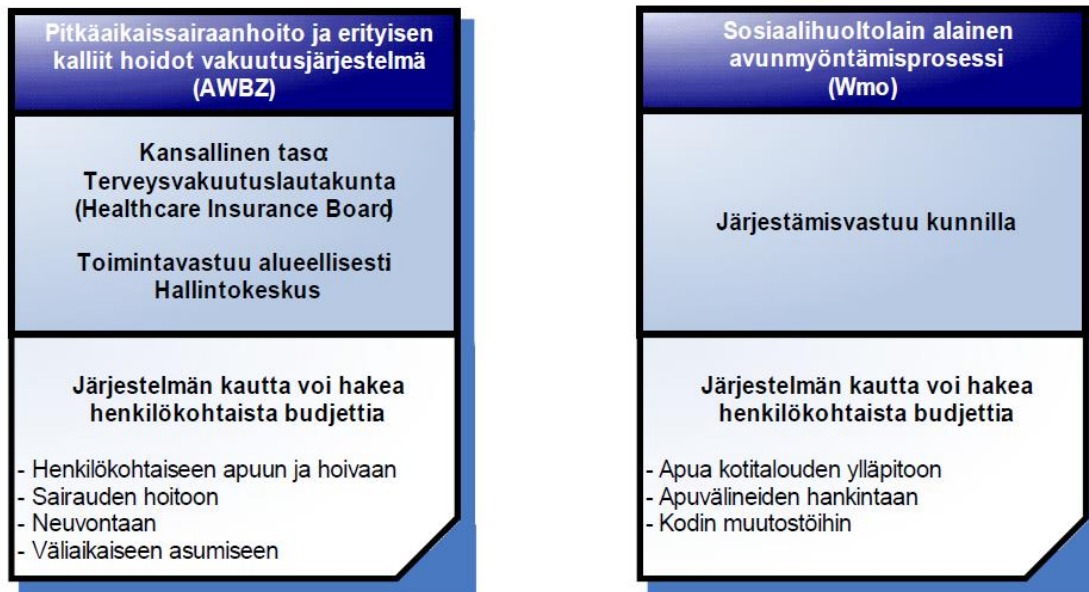 Pitkäaikaissairaanhoito ja erityisen
kalliit hoidot vakuutusjärjestelmä
(AWBZ)
Kansallinen tasα
Terveysvakuutuslautakunta
(Healthcare Insurance Board)
Toimintavastuu alueellisesti:
Hallintokeskus
Järjestelmän kautta voi hakea
henkilökohtaista budjettia
- Henkilökohtaiseen apuun ja hoivaan
- Sairauden hoitoon
- Neuvontaan
- Väliaikaiseen asumiseen
Sosiaalihuoltolain alainen
avunmyöntämisprosessi
(Wmo)
Järjestämisvastuu kunnilla
Järjestelmän kautta voi hakea
henkilökohtaista budjettia
- Apua kotitalouden ylläpitoon
- Apuvälineiden hankintaan
- Kodin muutostöihin